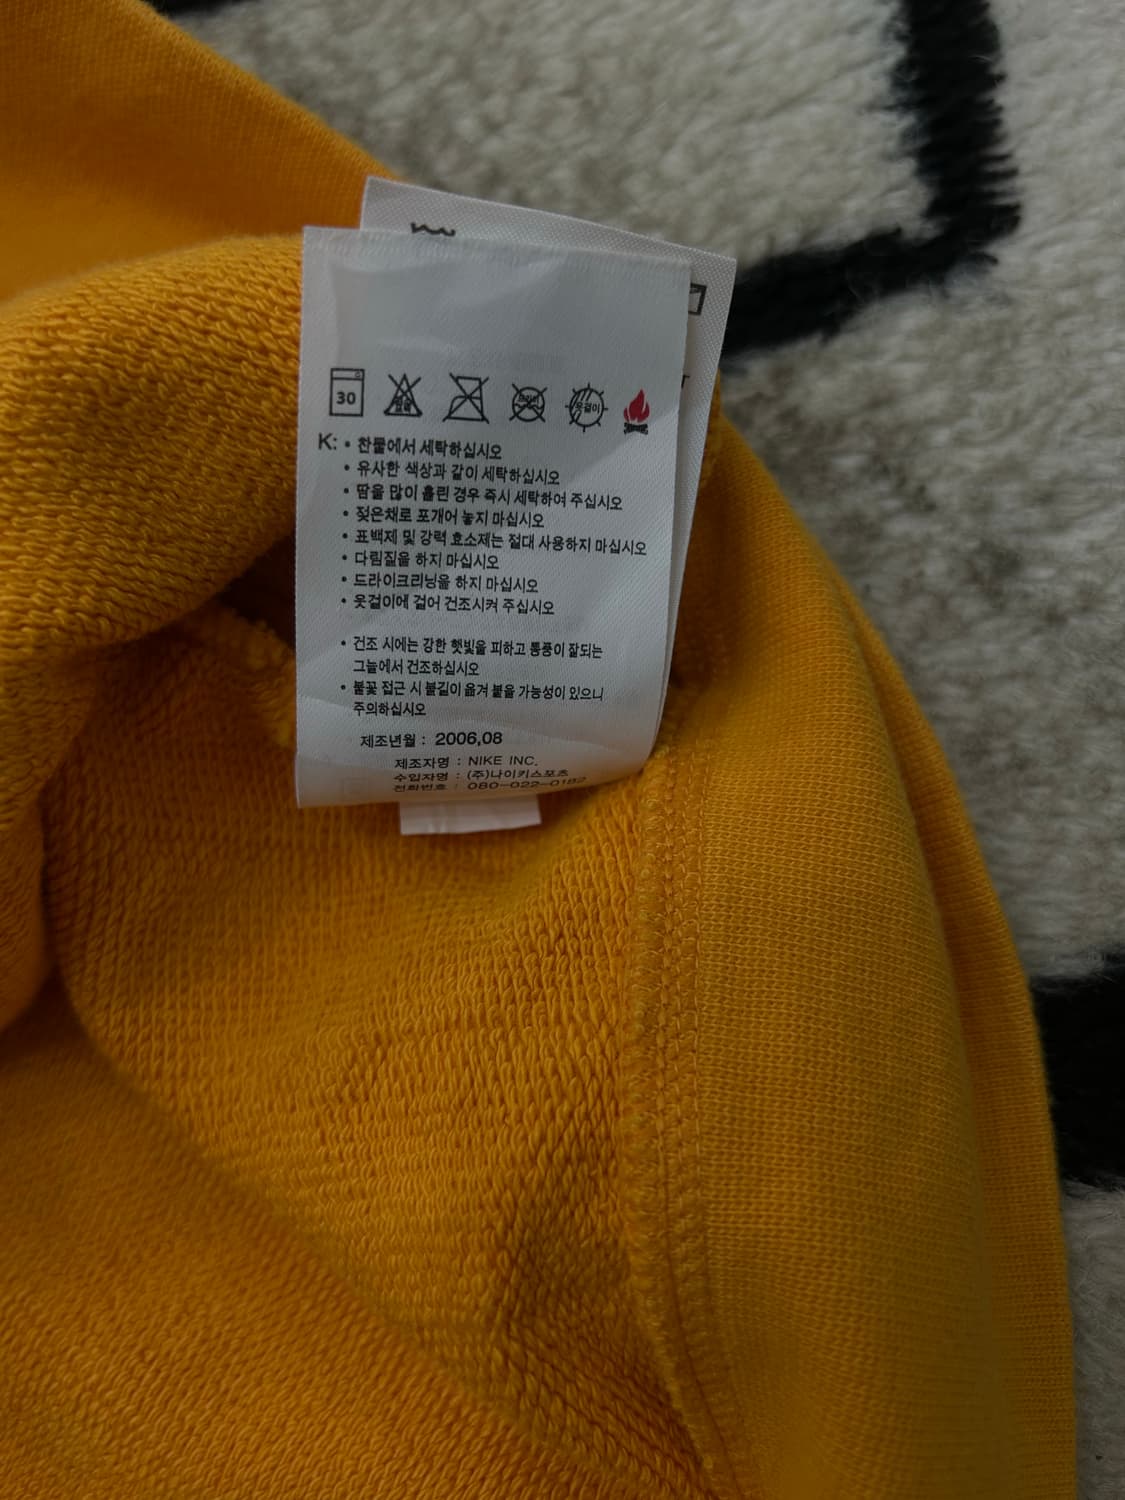 30
옷걸이
K: • 찬물에서 세탁하십시오
• 유사한 색상과 같이 세탁하십시오
• 땀을 많이 흘린 경우 즉시 세탁하여 주십시오
• 젖은채로 포개어 놓지 마십시오
• 표백제 및 강력 효소제는 절대 사용하지 마십시오
• 다림질을 하지 마십시오
• 드라이크리닝을 하지 마십시오
• 옷걸이에 걸어 건조시켜 주십시오
• 건조 시에는 강한 햇빛을 피하고 통풍이 잘되는
그늘에서 건조하십시오
• 불꽃 접근 시 불길이 옮겨 붙을 가능성이 있으니
주의하십시오
제조년월 : 2006,08
제조자명 : NIKE INC.
수입자명 : (주)나이키스포츠
전화번호 : 080-022-0182